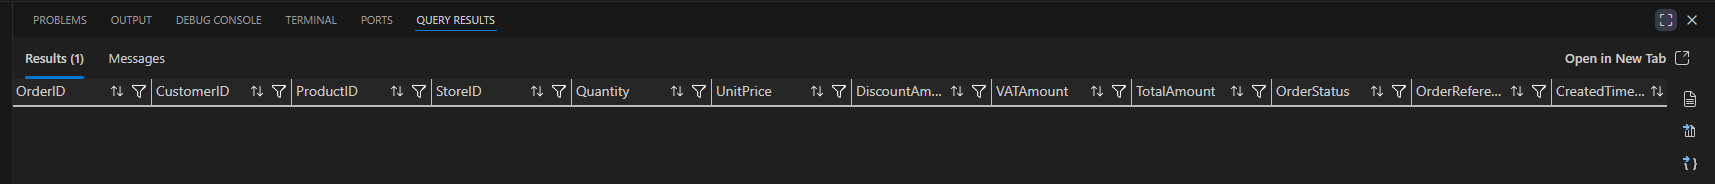 PROBLEMS OUTPUT DEBUG CONSOLE TERMINAL PORTS QUERY RESULTS
Results (1) Messages Open in New Tab
OrderID CustomerID ProductID StoreID Quantity UnitPrice DiscountAm... VATAmount TotalAmount OrderStatus OrderRefere... CreatedTime...